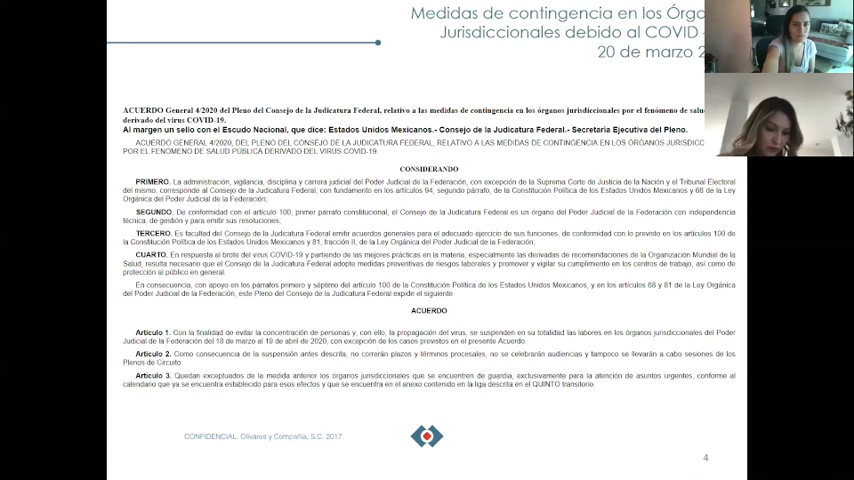 Medidas de contingencia en los Órga
Jurisdiccionales debido al COVID -
20 de marzo 2
ACUERDO General 4/2020 del Pleno del Consejo de la Judicatura Federal, relativo a las medidas de contingencia en los órganos jurisdiccionales por el fenómeno de salu
derivado del virus COVID-19.
Al margen un sello con el Escudo Nacional, que dice: Estados Unidos Mexicanos.- Consejo de la Judicatura Federal.- Secretaría Ejecutiva del Pleno.
ACUERDO GENERAL 4/2020, DEL PLENO DEL CONSEJO DE LA JUDICATURA FEDERAL, RELATIVO A LAS MEDIDAS DE CONTINGENCIA EN LOS ÓRGANOS JURISDICC
POR EL FENÓMENO DE SALUD PÚBLICA DERIVADO DEL VIRUS COVID-19
CONSIDERANDO
PRIMERO. La administración, vigilancia, disciplina y carrera judicial del Poder Judicial de la Federación, con excepción de la Suprema Corte de Justicia de la Nación y el Tribunal Electoral
del mismo, corresponde al Consejo de la Judicatura Federal, con fundamento en los artículos 94, segundo párrafo, de la Constitución Política de los Estados Unidos Mexicanos y 68 de la Ley
Orgánica del Poder Judicial de la Federación;
SEGUNDO. De conformidad con el artículo 100, primer párrafo constitucional, el Consejo de la Judicatura Federal es un órgano del Poder Judicial de la Federación con independencia
técnica, de gestión y para emitir sus resoluciones;
TERCERO. Es facultad del Consejo de la Judicatura Federal emitir acuerdos generales para el adecuado ejercicio de sus funciones, de conformidad con lo previsto en los artículos 100 de
la Constitución Política de los Estados Unidos Mexicanos y 81, fracción II, de la Ley Orgánica del Poder Judicial de la Federación;
CUARTO. En respuesta al brote del virus COVID-19 y partiendo de las mejores prácticas en la materia, especialmente las derivadas de recomendaciones de la Organización Mundial de la
Salud, resulta necesario que el Consejo de la Judicatura Federal adopte medidas preventivas de riesgos laborales y promover y vigilar su cumplimiento en los centros de trabajo, así como de
protección al público en general.
En consecuencia, con apoyo en los párrafos primero y séptimo del artículo 100 de la Constitución Política de los Estados Unidos Mexicanos, y en los artículos 68 y 81 de la Ley Orgánica
del Poder Judicial de la Federación, este Pleno del Consejo de la Judicatura Federal expide el siguiente
ACUERDO
Artículo 1. Con la finalidad de evitar la concentración de personas y, con ello, la propagación del virus, se suspenden en su totalidad las labores en los órganos jurisdiccionales del Poder
Judicial de la Federación del 18 de marzo al 19 de abril de 2020, con excepción de los casos previstos en el presente Acuerdo.
Artículo 2. Como consecuencia de la suspensión antes descrita, no correrán plazos y términos procesales, no se celebrarán audiencias y tampoco se llevarán a cabo sesiones de los
Plenos de Circuito.
Artículo 3. Quedan exceptuados de la medida anterior los órganos jurisdiccionales que se encuentren de guardia, exclusivamente para la atención de asuntos urgentes, conforme al
calendario que ya se encuentra establecido para esos efectos y que se encuentra en el anexo contenido en la liga descrita en el QUINTO transitorio.
CONFIDENCIAL. Olivares y Compañía, S.C. 2017
4